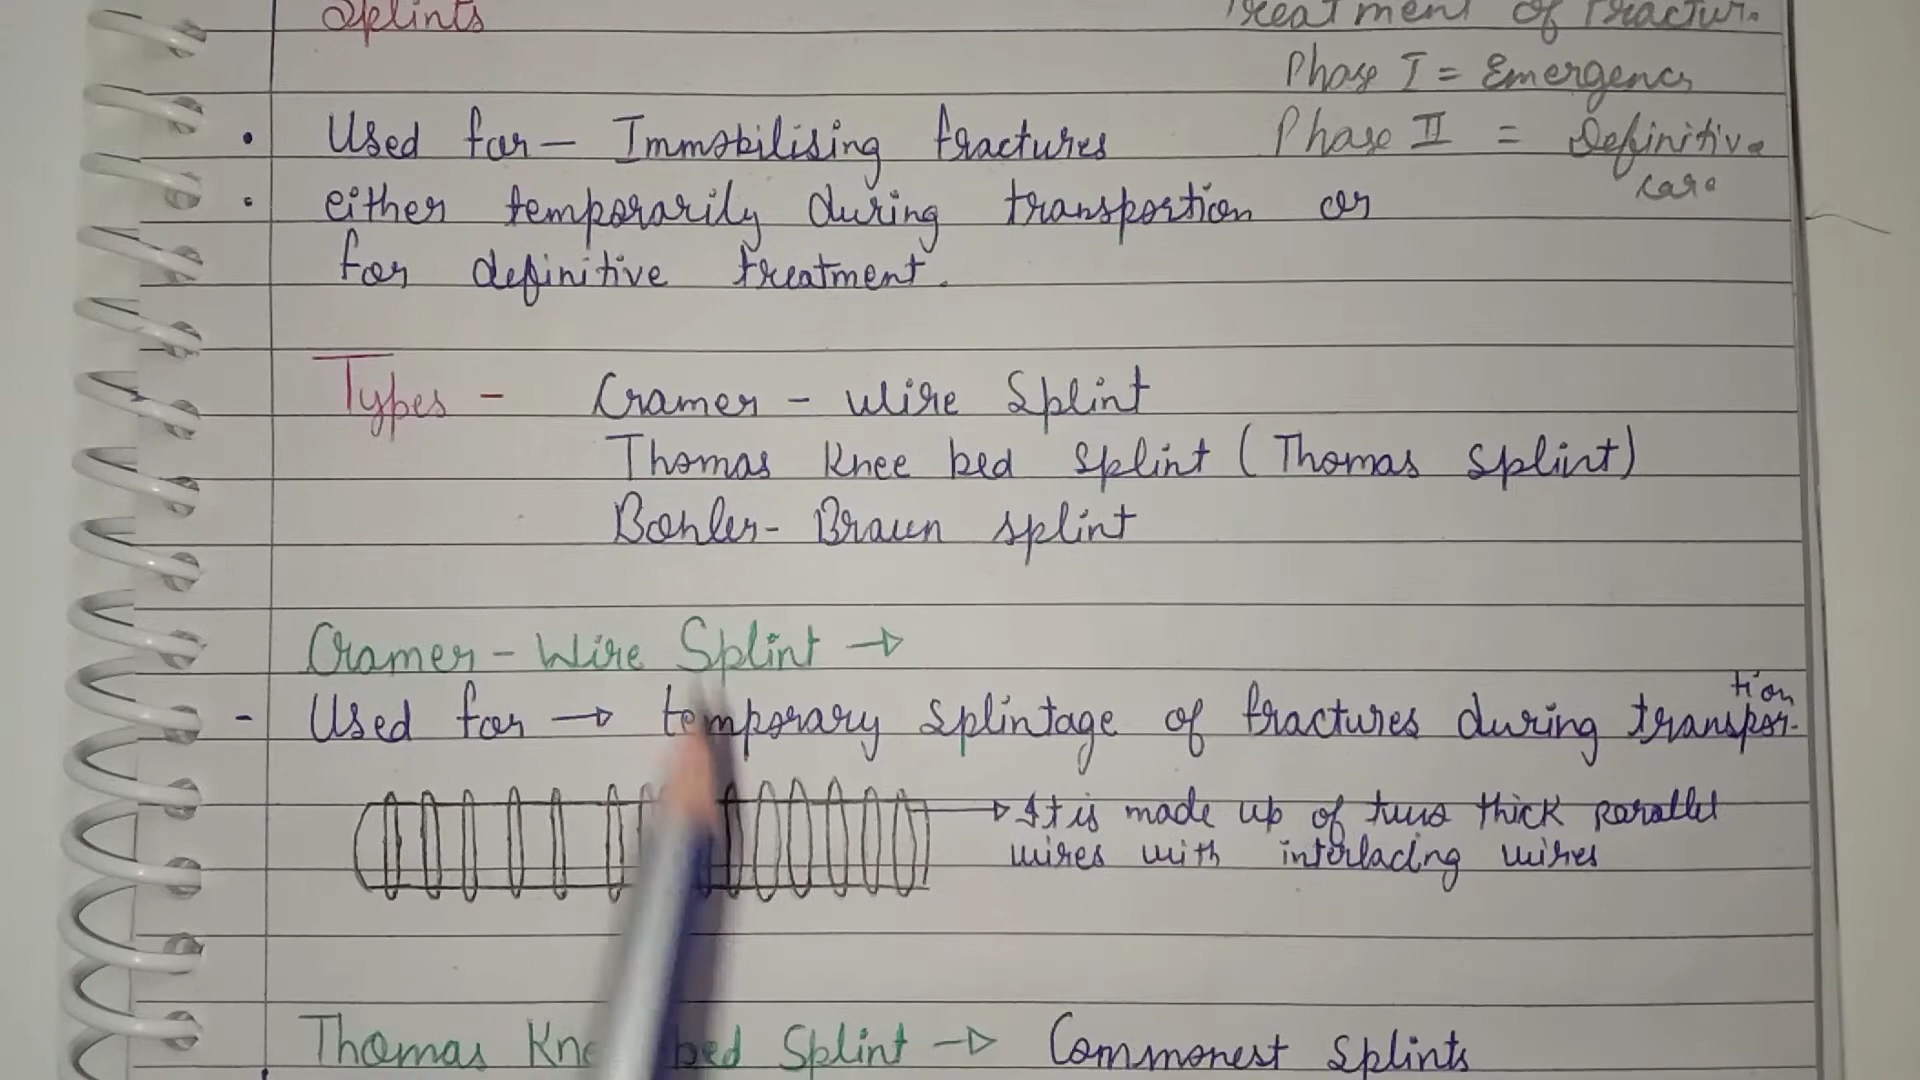 Splints
Treatment of Fractur.
Phase I = Emergency
Phase II = Definitive
care
• Used for – Immobilising fractures
• either temporarily during transportion or
for definitive treatment.
Types – Cramer - Wire Splint
Thomas Knee bed Splint (Thomas Splint)
Bohler- Braun splint
Cramer - Wire Splint →
- Used for → temporary splintage of fractures during transpor-
tion
→ It is made up of two thick parallel
wires with interlacing wires
Thomas bed Splint → Commonest Splints